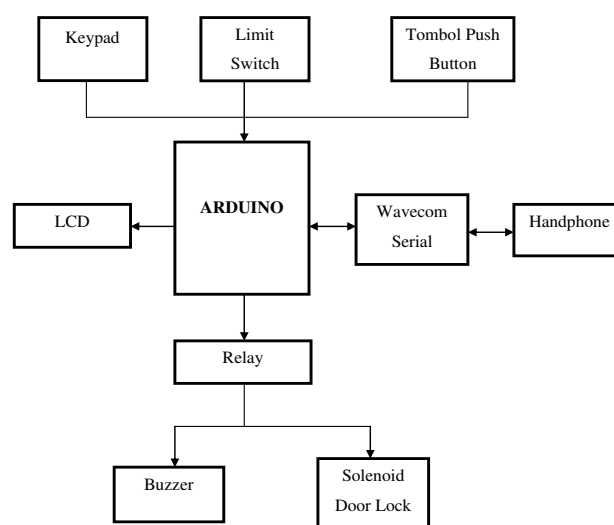 Keypad
Limit
Switch
Tombol Push
Button
ARDUINO
LCD
Wavecom
Serial
Handphone
Relay
Buzzer
Solenoid
Door Lock